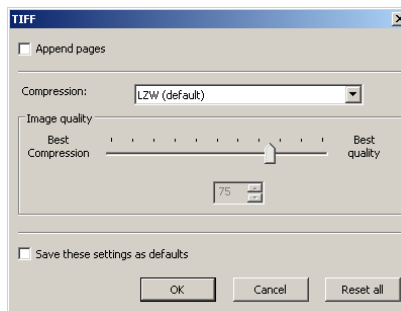 TIFF
Append pages
Compression: LZW (default)
Image quality
Best Compression
Best quality
75
Save these settings as defaults
OK Cancel Reset all